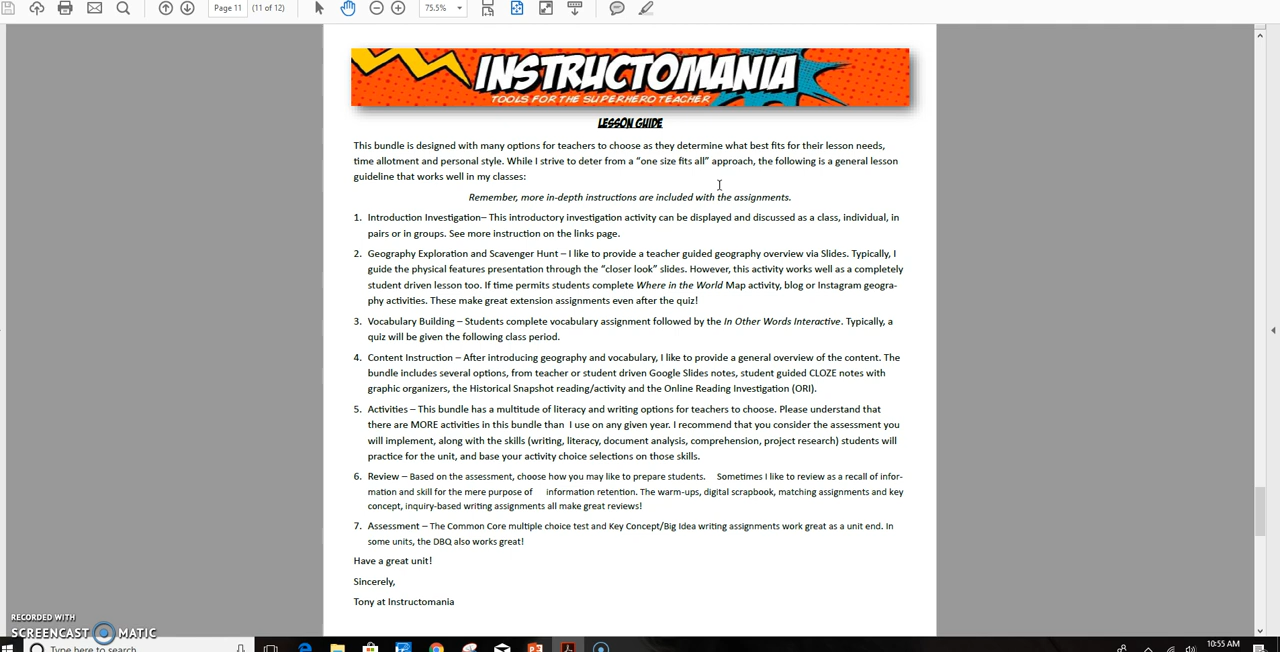 Page 11 (11 of 12) 75.5%
INSTRUCTOMANIA
TOOLS FOR THE SUPERHERO TEACHER
LESSON GUIDE
This bundle is designed with many options for teachers to choose as they determine what best fits for their lesson needs,
time allotment and personal style. While I strive to deter from a “one size fits all” approach, the following is a general lesson
guideline that works well in my classes:
Remember, more in-depth instructions are included with the assignments.
1. Introduction Investigation– This introductory investigation activity can be displayed and discussed as a class, individual, in
pairs or in groups. See more instruction on the links page.
2. Geography Exploration and Scavenger Hunt – I like to provide a teacher guided geography overview via Slides. Typically, I
guide the physical features presentation through the “closer look” slides. However, this activity works well as a completely
student driven lesson too. If time permits students complete Where in the World Map activity, blog or Instagram geogra-
phy activities. These make great extension assignments even after the quiz!
3. Vocabulary Building – Students complete vocabulary assignment followed by the In Other Words Interactive. Typically, a
quiz will be given the following class period.
4. Content Instruction – After introducing geography and vocabulary, I like to provide a general overview of the content. The
bundle includes several options, from teacher or student driven Google Slides notes, student guided CLOZE notes with
graphic organizers, the Historical Snapshot reading/activity and the Online Reading Investigation (ORI).
5. Activities – This bundle has a multitude of literacy and writing options for teachers to choose. Please understand that
there are MORE activities in this bundle than I use on any given year. I recommend that you consider the assessment you
will implement, along with the skills (writing, literacy, document analysis, comprehension, project research) students will
practice for the unit, and base your activity choice selections on those skills.
6. Review – Based on the assessment, choose how you may like to prepare students. Sometimes I like to review as a recall of infor-
mation and skill for the mere purpose of information retention. The warm-ups, digital scrapbook, matching assignments and key
concept, inquiry-based writing assignments all make great reviews!
7. Assessment – The Common Core multiple choice test and Key Concept/Big Idea writing assignments work great as a unit end. In
some units, the DBQ also works great!
Have a great unit!
Sincerely,
Tony at Instructomania
RECORDED WITH
SCREENCAST MATIC
Type here to search
10:55 AM